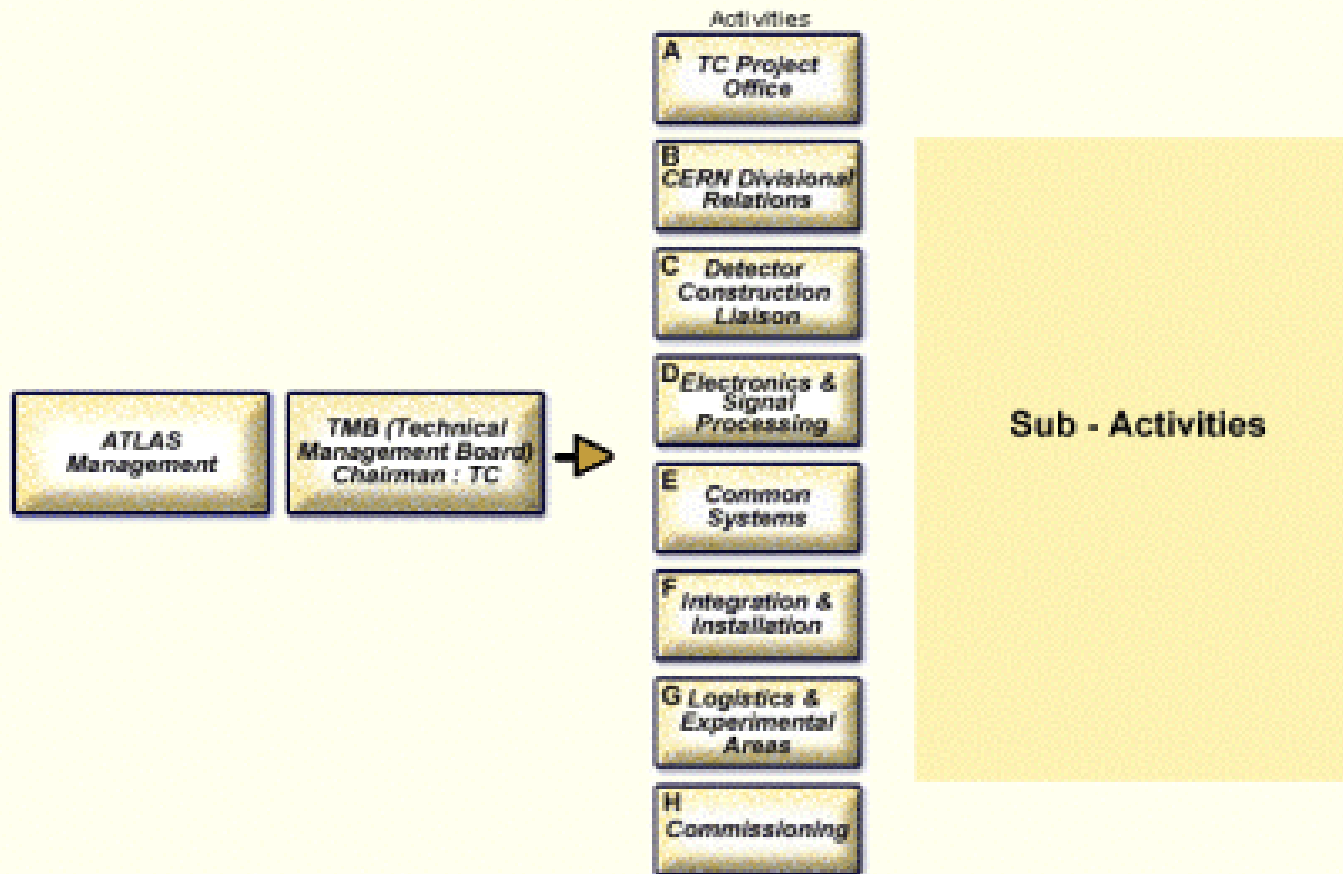 Activities
A
TC Project
Office
B
CERN Divisional
Relations
C
Detector
Construction
Liaison
D
Electronics &
Signal
Processing
E
Common
Systems
F
Integration &
Installation
G
Logistics &
Experimental
Areas
H
Commissioning
ATLAS
Management
TMB (Technical
Management Board)
Chairman : TC
Sub - Activities